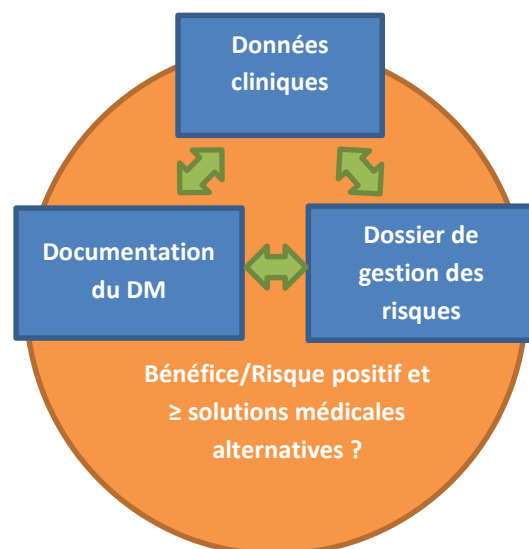 Données
cliniques
Documentation
du DM
Dossier de
gestion des
risques
Bénéfice/Risque positif et
≥ solutions médicales
alternatives ?